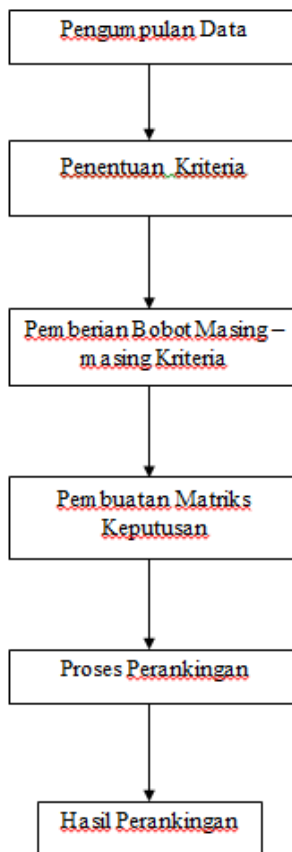 Pengumpulan Data
Penentuan Kriteria
Pemberian Bobot Masing –
masing Kriteria
Pembuatan Matriks
Keputusan
Proses Perankingan
Hasil Perankingan